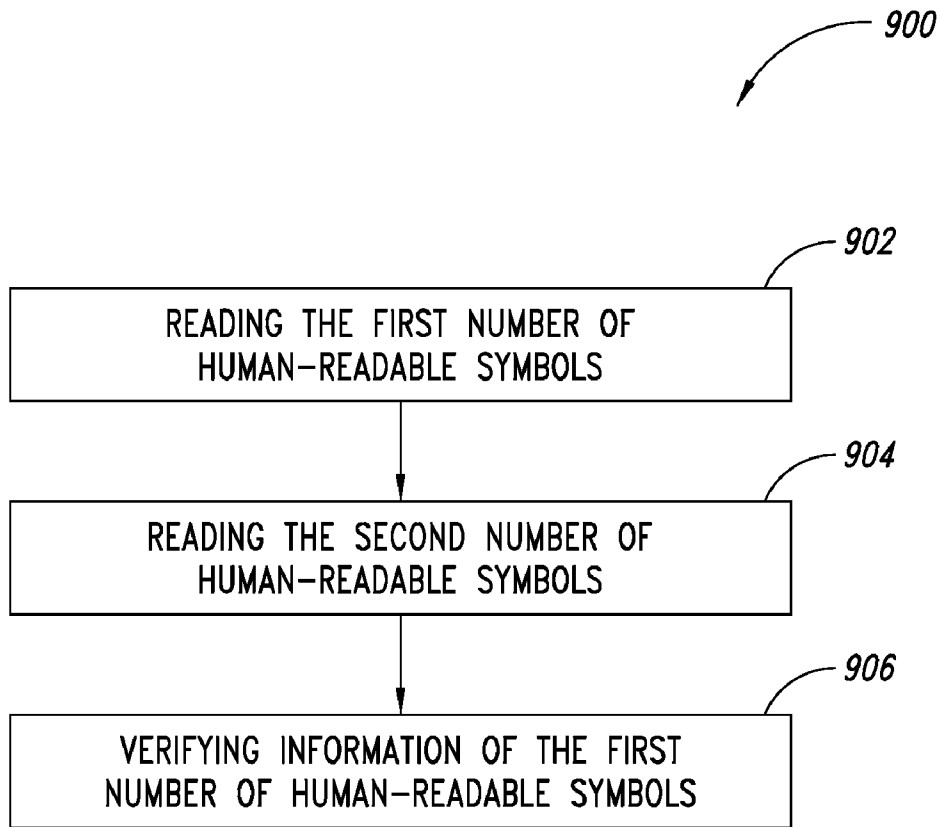 900
902
READING THE FIRST NUMBER OF
HUMAN-READABLE SYMBOLS
904
READING THE SECOND NUMBER OF
HUMAN-READABLE SYMBOLS
906
VERIFYING INFORMATION OF THE FIRST
NUMBER OF HUMAN-READABLE SYMBOLS